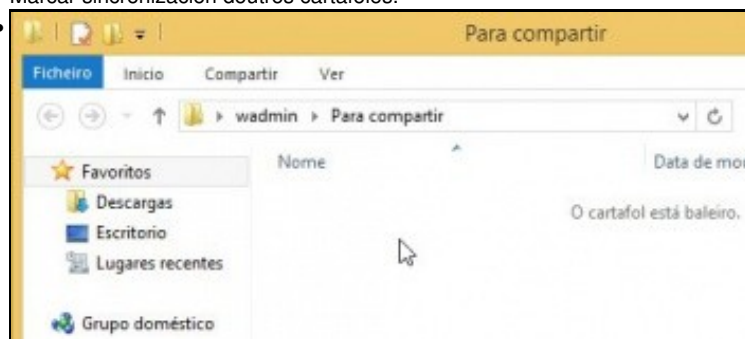 Marcar sincronización doutros cartafoles.
Para compartir
Ficheiro Inicio Compartir Ver
wadmin Para compartir
Nome Data de mo
Favoritos
O cartafol está baleiro.
Descargas
Escritorio
Lugares recentes
Grupo doméstico